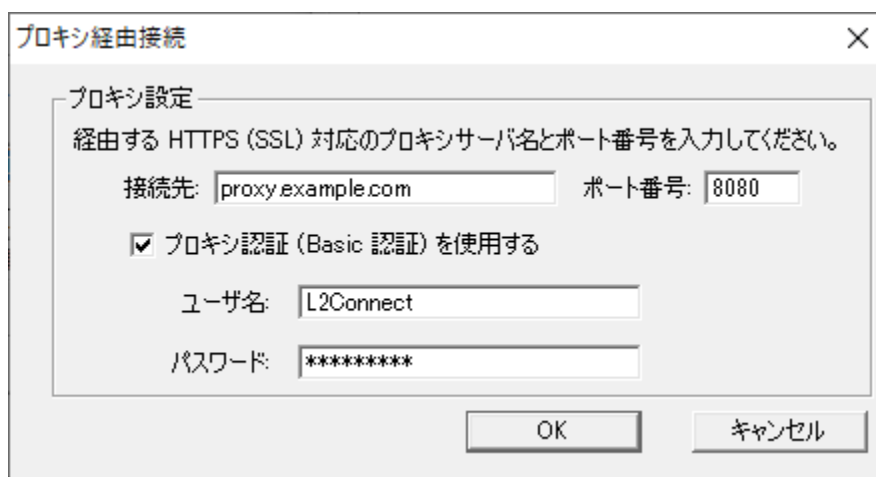 プロキシ経由接続
プロキシ設定
経由する HTTPS (SSL) 対応のプロキシサーバ名とポート番号を入力してください。
接続先: proxy.example.com ポート番号: 8080
プロキシ認証 (Basic 認証) を使用する
ユーザ名: L2Connect
パスワード: *********
OK キャンセル